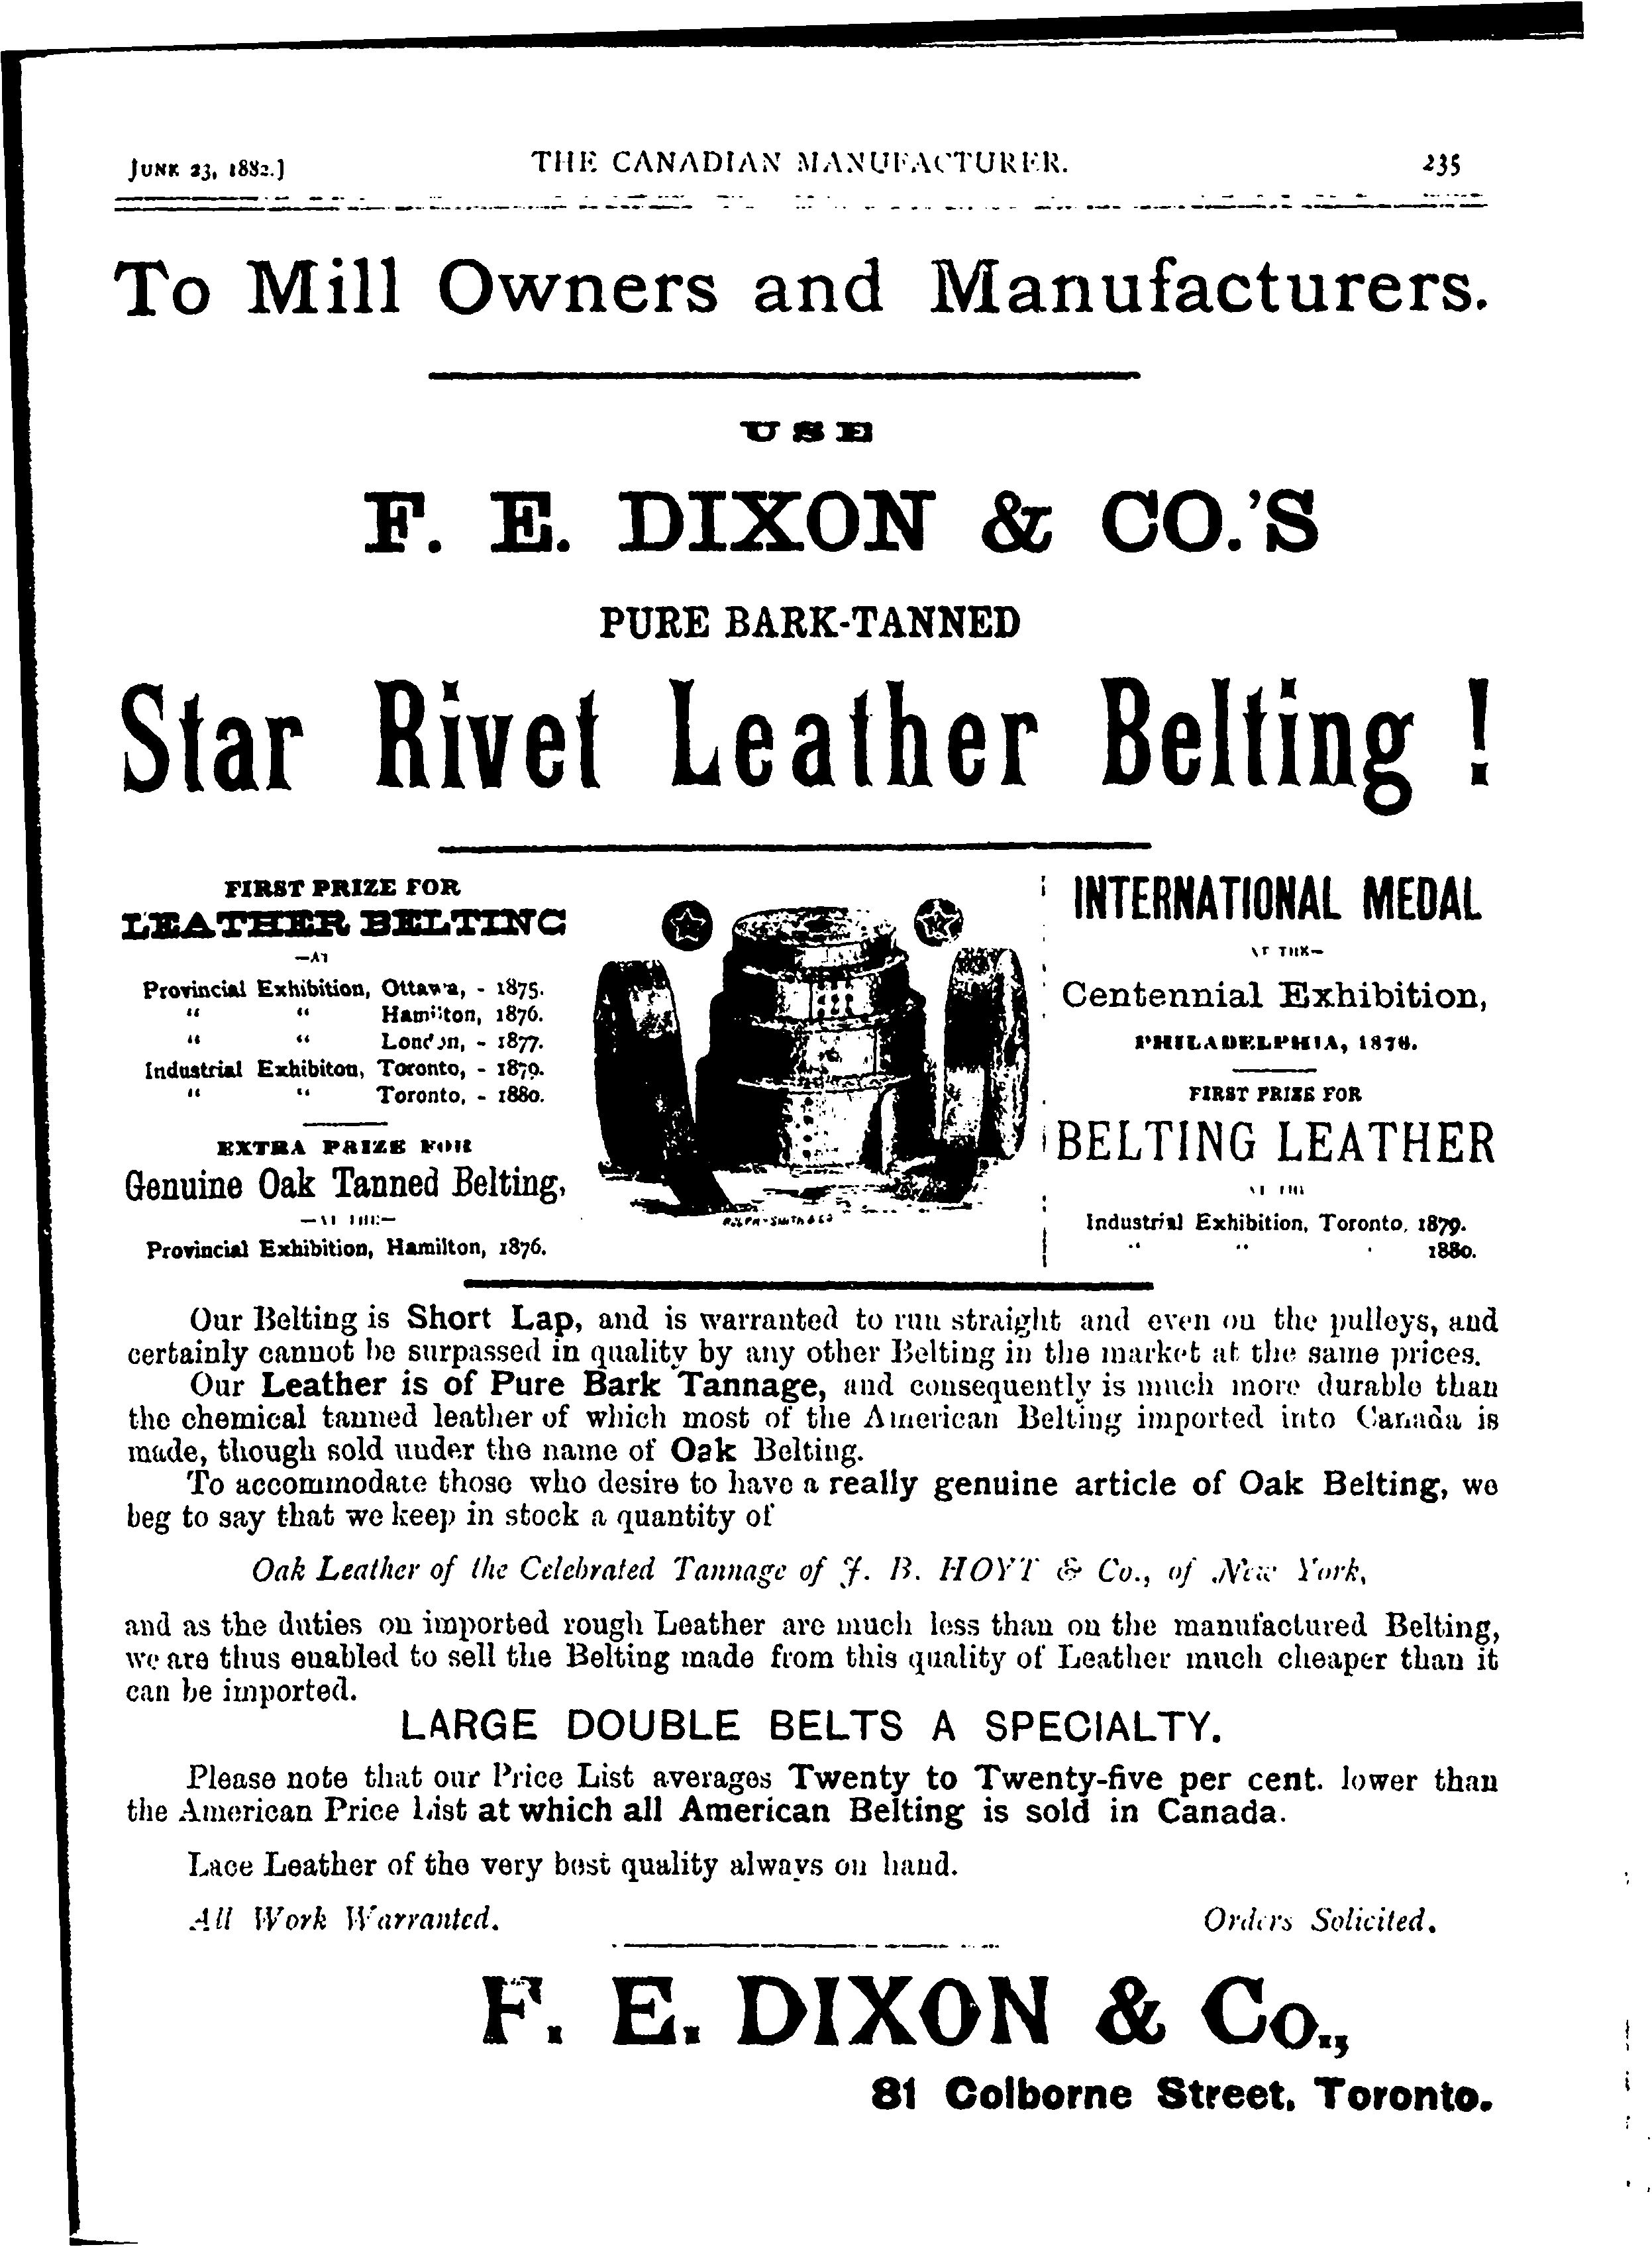 JUNE 23, 1882.]
THE CANADIAN MANUFACTURER.
235
To Mill Owners and Manufacturers.
USE
F. E. DIXON & CO.'S
PURE BARK-TANNED
Star Rivet Leather Belting !
FIRST PRIZE FOR
LEATHER BELTING
—AT
Provincial Exhibition, Ottawa, - 1875.
“ “ Hamilton, 1876.
“ “ London, - 1877.
Industrial Exhibiton, Toronto, - 1879.
“ “ Toronto, - 1880.
EXTRA PRIZE FOR
Genuine Oak Tanned Belting,
—AT THE—
Provincial Exhibition, Hamilton, 1876.
RALPH-SMITH & CO
INTERNATIONAL MEDAL
AT THE—
Centennial Exhibition,
PHILADELPHIA, 1876.
FIRST PRIZE FOR
BELTING LEATHER
AT THE
Industrial Exhibition, Toronto, 1879.
“ “ 1880.
Our Belting is Short Lap, and is warranted to run straight and even on the pulleys, and
certainly cannot be surpassed in quality by any other Belting in the market at the same prices.
Our Leather is of Pure Bark Tannage, and consequently is much more durable than
the chemical tanned leather of which most of the American Belting imported into Canada is
made, though sold under the name of Oak Belting.
To accommodate those who desire to have a really genuine article of Oak Belting, we
beg to say that we keep in stock a quantity of
Oak Leather of the Celebrated Tannage of J. B. HOYT & Co., of New York,
and as the duties on imported rough Leather are much less than on the manufactured Belting,
we are thus enabled to sell the Belting made from this quality of Leather much cheaper than it
can be imported.
LARGE DOUBLE BELTS A SPECIALTY.
Please note that our Price List averages Twenty to Twenty-five per cent. lower than
the American Price List at which all American Belting is sold in Canada.
Lace Leather of the very best quality always on hand.
All Work Warranted.
Orders Solicited.
F. E. DIXON & Co.,
81 Colborne Street, Toronto.